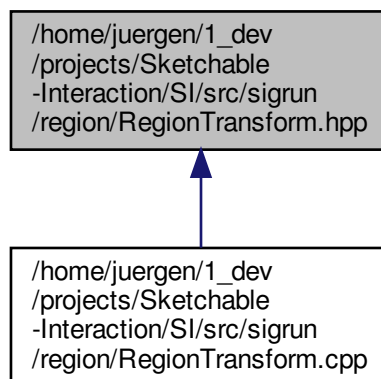 /home/juergen/1_dev
/projects/Sketchable
-Interaction/SI/src/sigrun
/region/RegionTransform.hpp
/home/juergen/1_dev
/projects/Sketchable
-Interaction/SI/src/sigrun
/region/RegionTransform.cpp